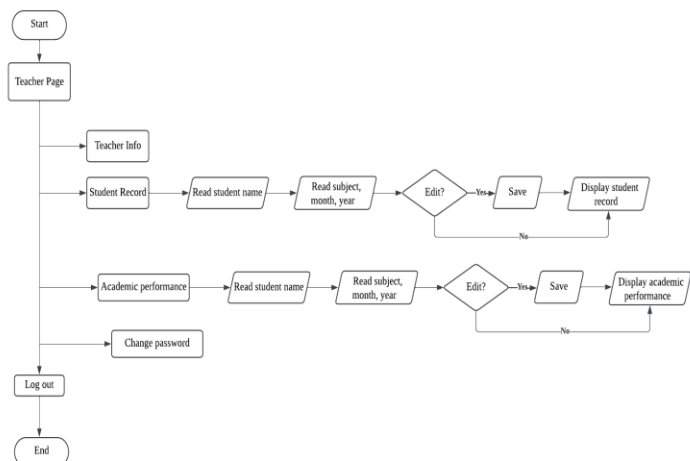 Start
Teacher Page
Teacher Info
Student Record
Read student name
Read subject,
month, year
Edit?
Yes
Save
Display student
record
No
Academic performance
Read student name
Read subject,
month, year
Edit?
Yes
Save
Display academic
performance
No
Change password
Log out
End